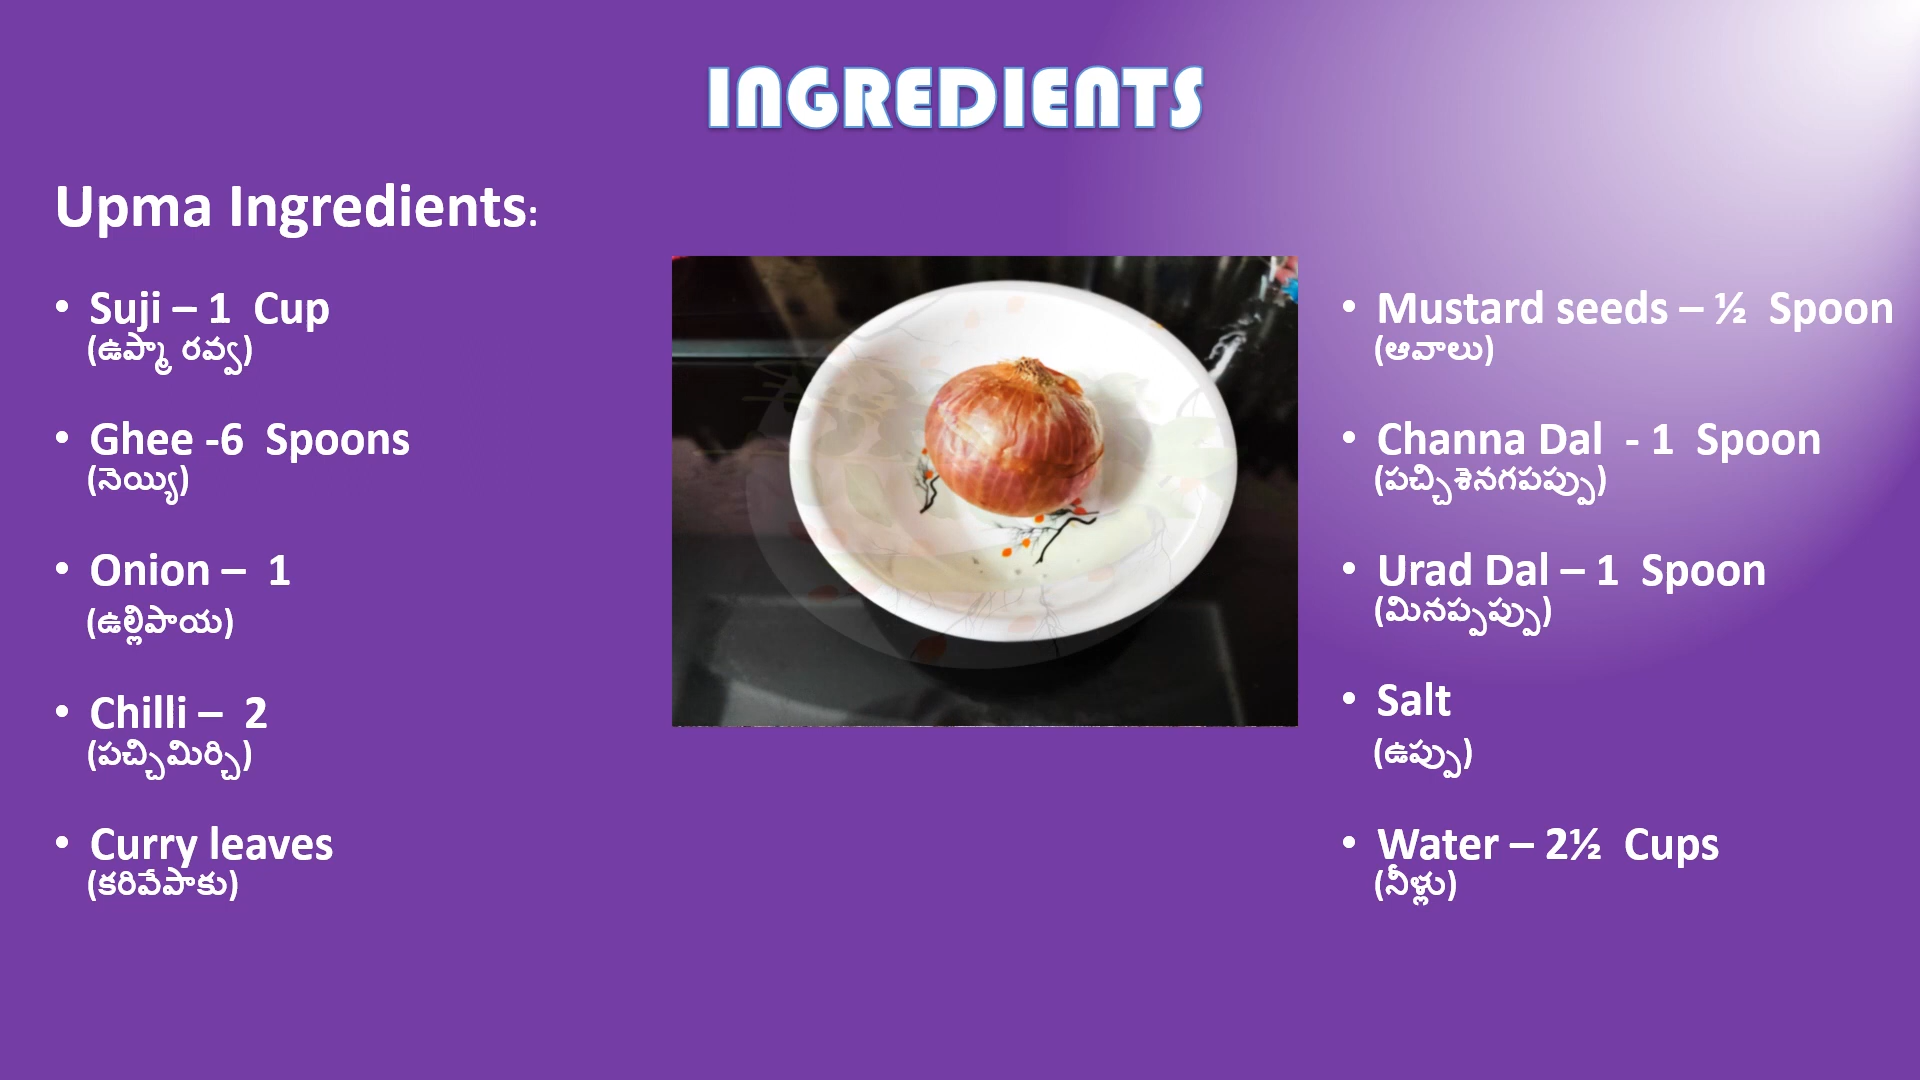 INGREDIENTS
Upma Ingredients:
• Suji – 1 Cup
(ఉప్మా రవ్వ)
• Ghee -6 Spoons
(నెయ్యి)
• Onion – 1
(ఉల్లిపాయ)
• Chilli – 2
(పచ్చిమిర్చి)
• Curry leaves
(కరివేపాకు)
• Mustard seeds – ½ Spoon
(ఆవాలు)
• Channa Dal - 1 Spoon
(పచ్చిశెనగపప్పు)
• Urad Dal – 1 Spoon
(మినప్పప్పు)
• Salt
(ఉప్పు)
• Water – 2½ Cups
(నీళ్లు)